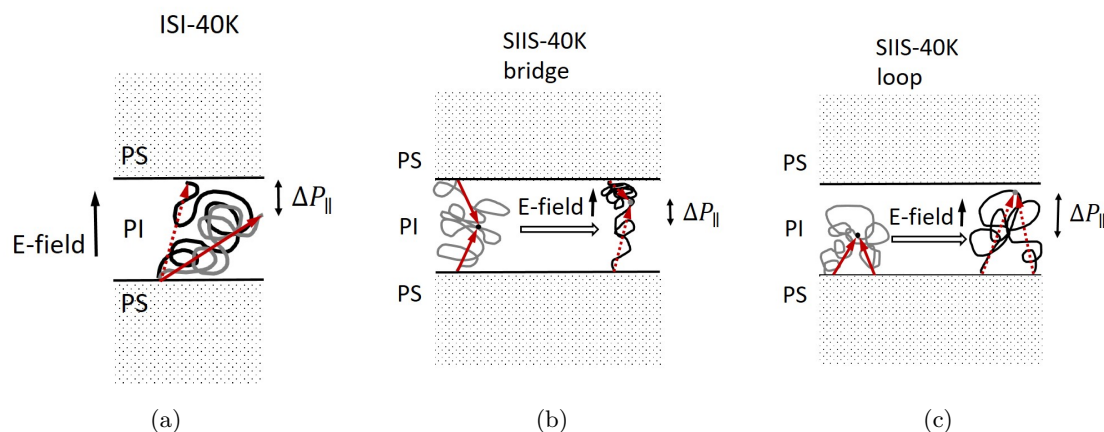 ISI-40K
PS
E-field
PI
ΔP∥
PS
(a)
SIIS-40K
bridge
PS
PI
E-field
ΔP∥
PS
(b)
SIIS-40K
loop
PS
PI
E-field
ΔP∥
PS
(c)